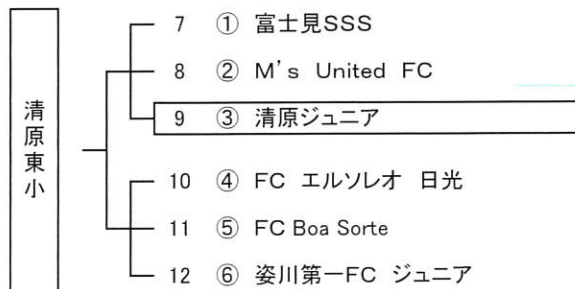 清原東小
7 ① 富士見SSS
8 ② M's United FC
9 ③ 清原ジュニア
10 ④ FC エルソレオ 日光
11 ⑤ FC Boa Sorte
12 ⑥ 姿川第一FC ジュニア